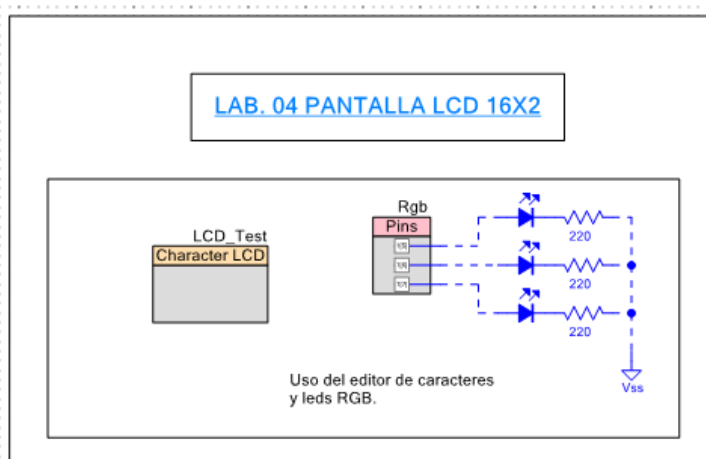 LAB. 04 PANTALLA LCD 16X2
Rgb
Pins
LCD_Test
Character LCD
220
220
220
Vss
Uso del editor de caracteres
y leds RGB.